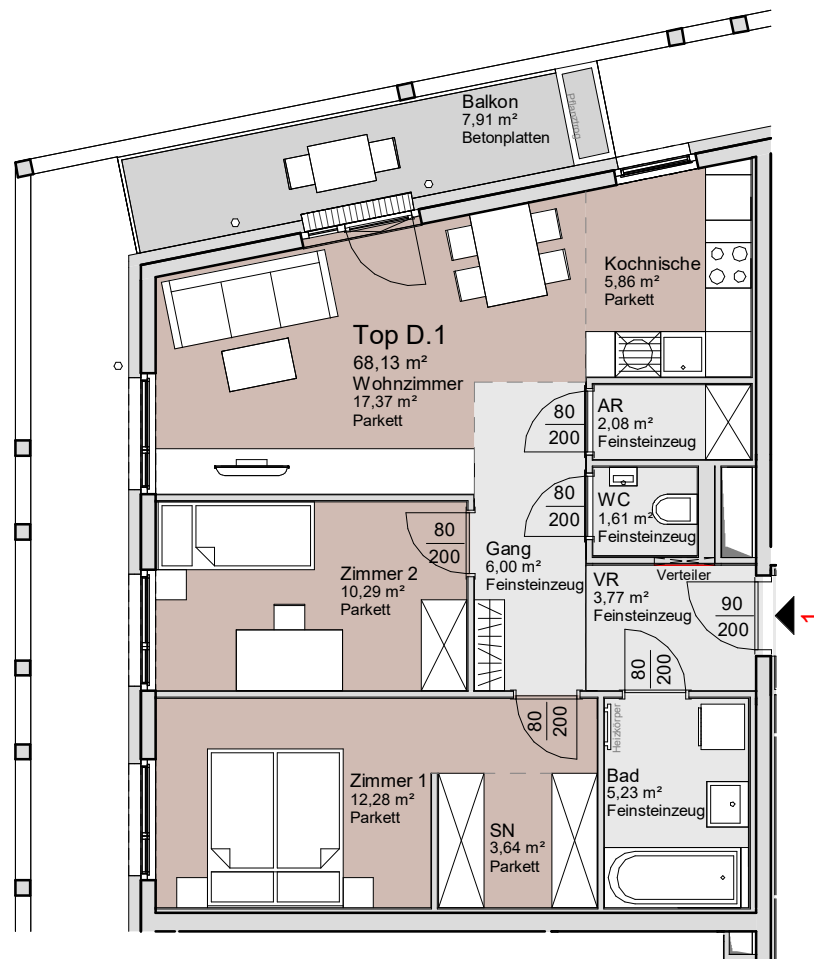 Balkon
7,91 m²
Betonplatten
Pflanztrog
Kochnische
5,86 m²
Parkett
Top D.1
68,13 m²
Wohnzimmer
17,37 m²
Parkett
80
200
AR
2,08 m²
Feinsteinzeug
80
200
WC
1,61 m²
Feinsteinzeug
80
200
Gang
6,00 m²
Feinsteinzeug
Zimmer 2
10,29 m²
Parkett
Verteiler
VR
3,77 m²
Feinsteinzeug
90
200
1
80
200
80
200
Heizkörper
Zimmer 1
12,28 m²
Parkett
Bad
5,23 m²
Feinsteinzeug
SN
3,64 m²
Parkett